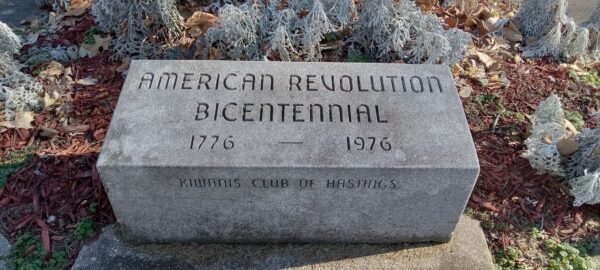 AMERICAN REVOLUTION
BICENTENNIAL
1776 — 1976
KIWANIS CLUB OF HASTINGS